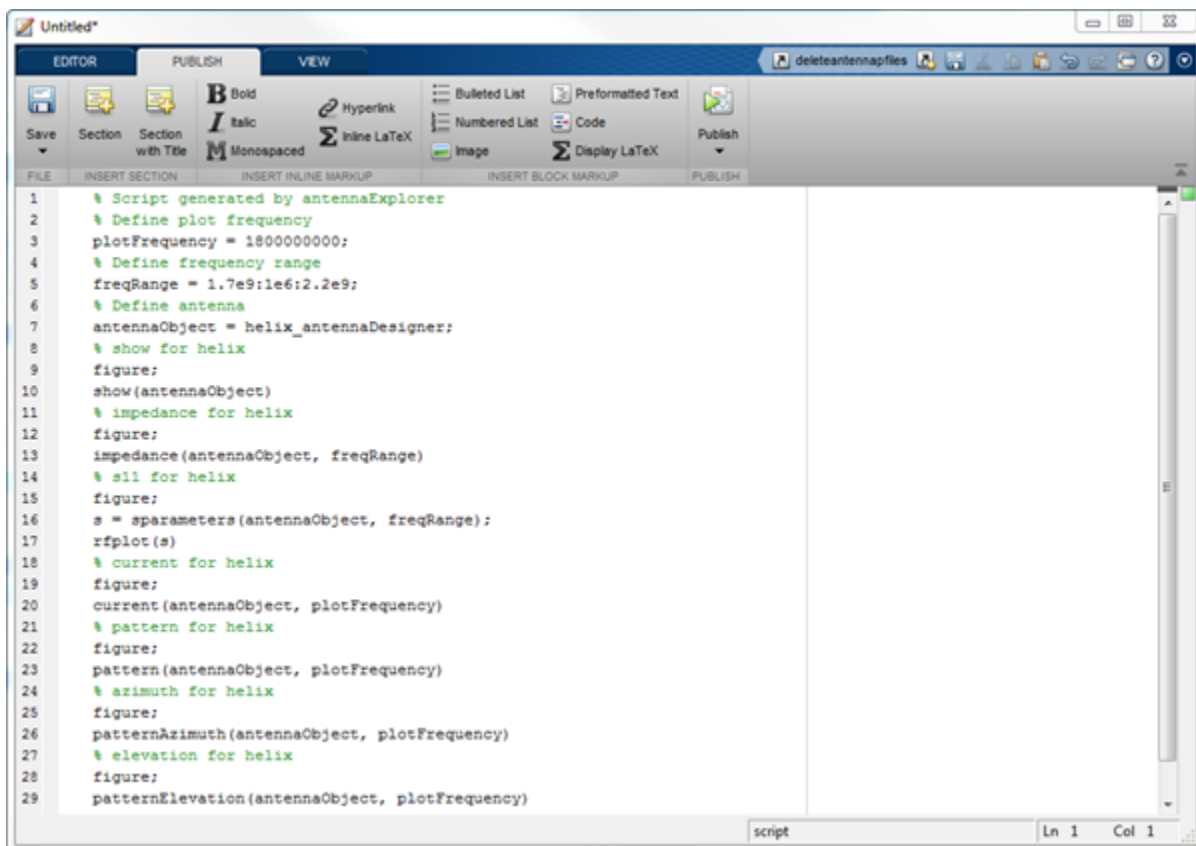 Untitled*
EDITOR PUBLISH VIEW
deleteantennapfiles
Save
Section
Section with Title
B Bold
I Italic
M Monospaced
Hyperlink
Σ Inline LaTeX
Bulleted List
Numbered List
Image
Preformatted Text
Code
Σ Display LaTeX
Publish
FILE INSERT SECTION INSERT INLINE MARKUP INSERT BLOCK MARKUP PUBLISH
1 % Script generated by antennaExplorer
2 % Define plot frequency
3 plotFrequency = 1800000000;
4 % Define frequency range
5 freqRange = 1.7e9:1e6:2.2e9;
6 % Define antenna
7 antennaObject = helix_antennaDesigner;
8 % show for helix
9 figure;
10 show(antennaObject)
11 % impedance for helix
12 figure;
13 impedance(antennaObject, freqRange)
14 % s11 for helix
15 figure;
16 s = sparameters(antennaObject, freqRange);
17 rfplot(s)
18 % current for helix
19 figure;
20 current(antennaObject, plotFrequency)
21 % pattern for helix
22 figure;
23 pattern(antennaObject, plotFrequency)
24 % azimuth for helix
25 figure;
26 patternAzimuth(antennaObject, plotFrequency)
27 % elevation for helix
28 figure;
29 patternElevation(antennaObject, plotFrequency)
script Ln 1 Col 1